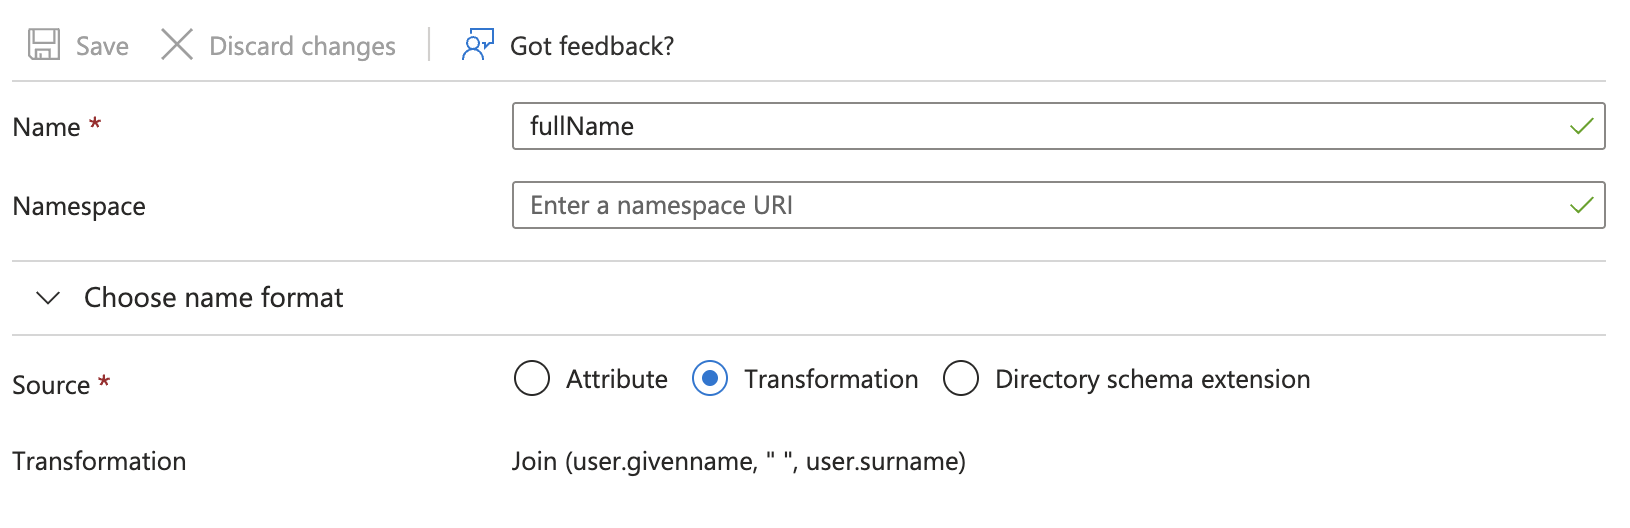 Save Discard changes Got feedback?
Name * fullName
Namespace Enter a namespace URI
Choose name format
Source * Attribute Transformation Directory schema extension
Transformation Join (user.givenname, " ", user.surname)